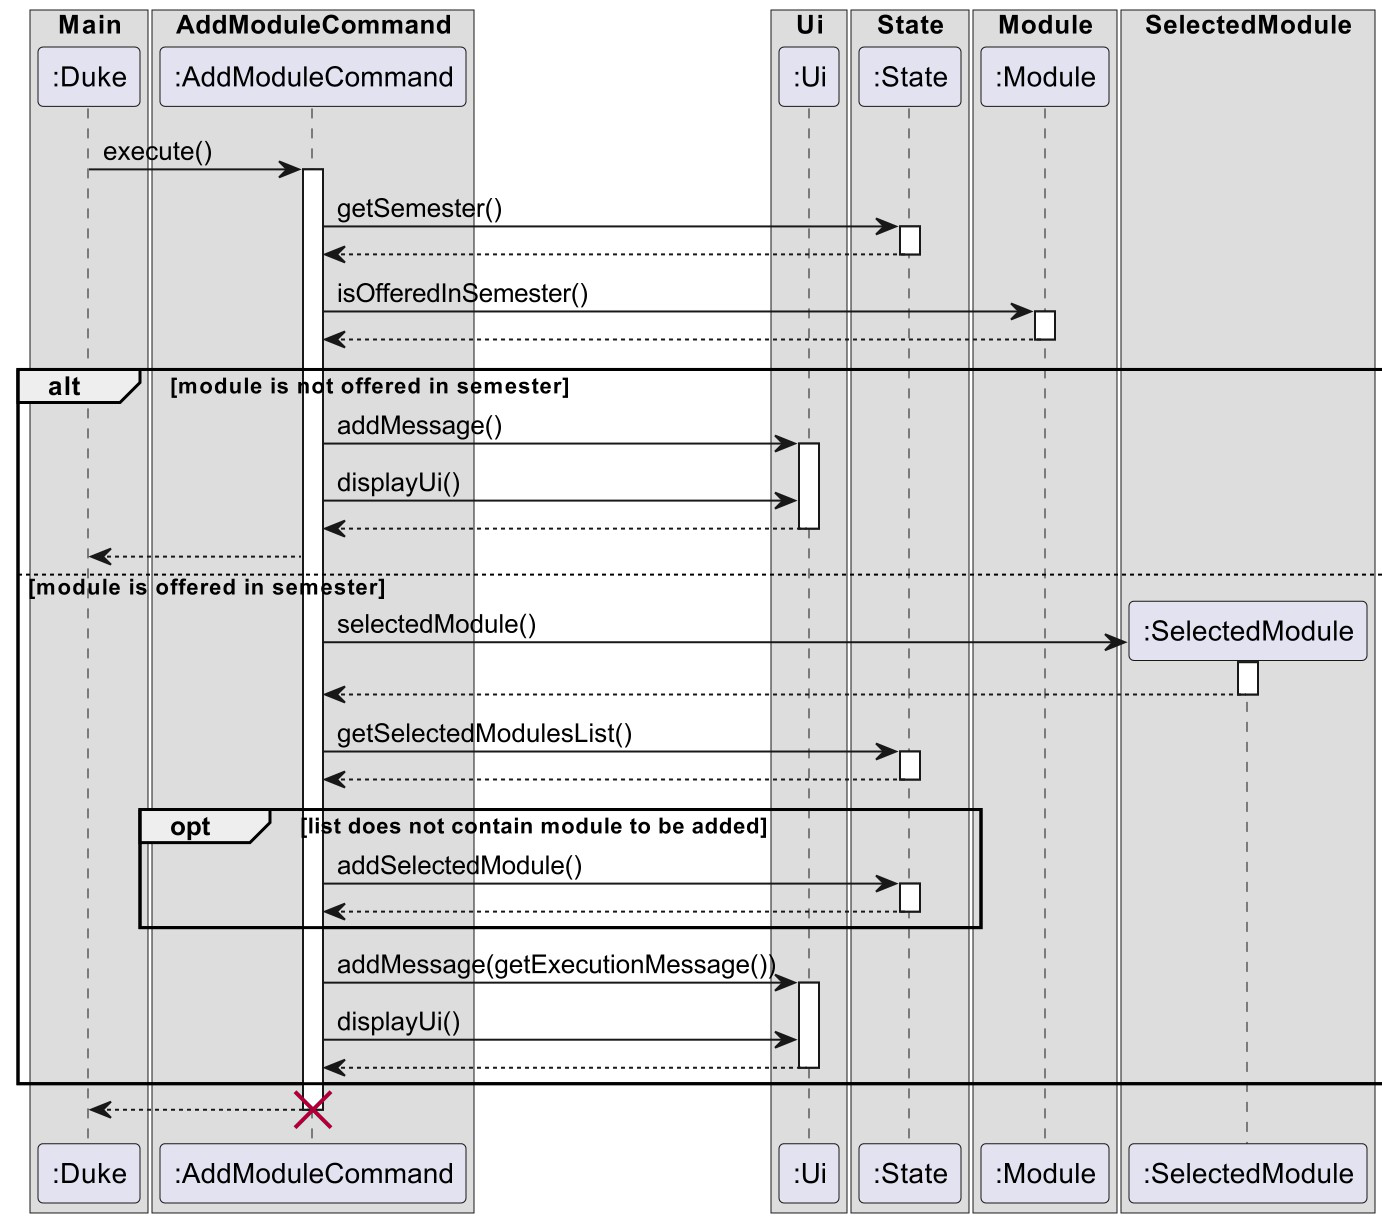 Main AddModuleCommand Ui State Module SelectedModule
:Duke :AddModuleCommand :Ui :State :Module
execute()
getSemester()
isOfferedInSemester()
alt [module is not offered in semester]
addMessage()
displayUi()
[module is offered in semester]
selectedModule() :SelectedModule
getSelectedModulesList()
opt [list does not contain module to be added]
addSelectedModule()
addMessage(getExecutionMessage())
displayUi()
:Duke :AddModuleCommand :Ui :State :Module :SelectedModule